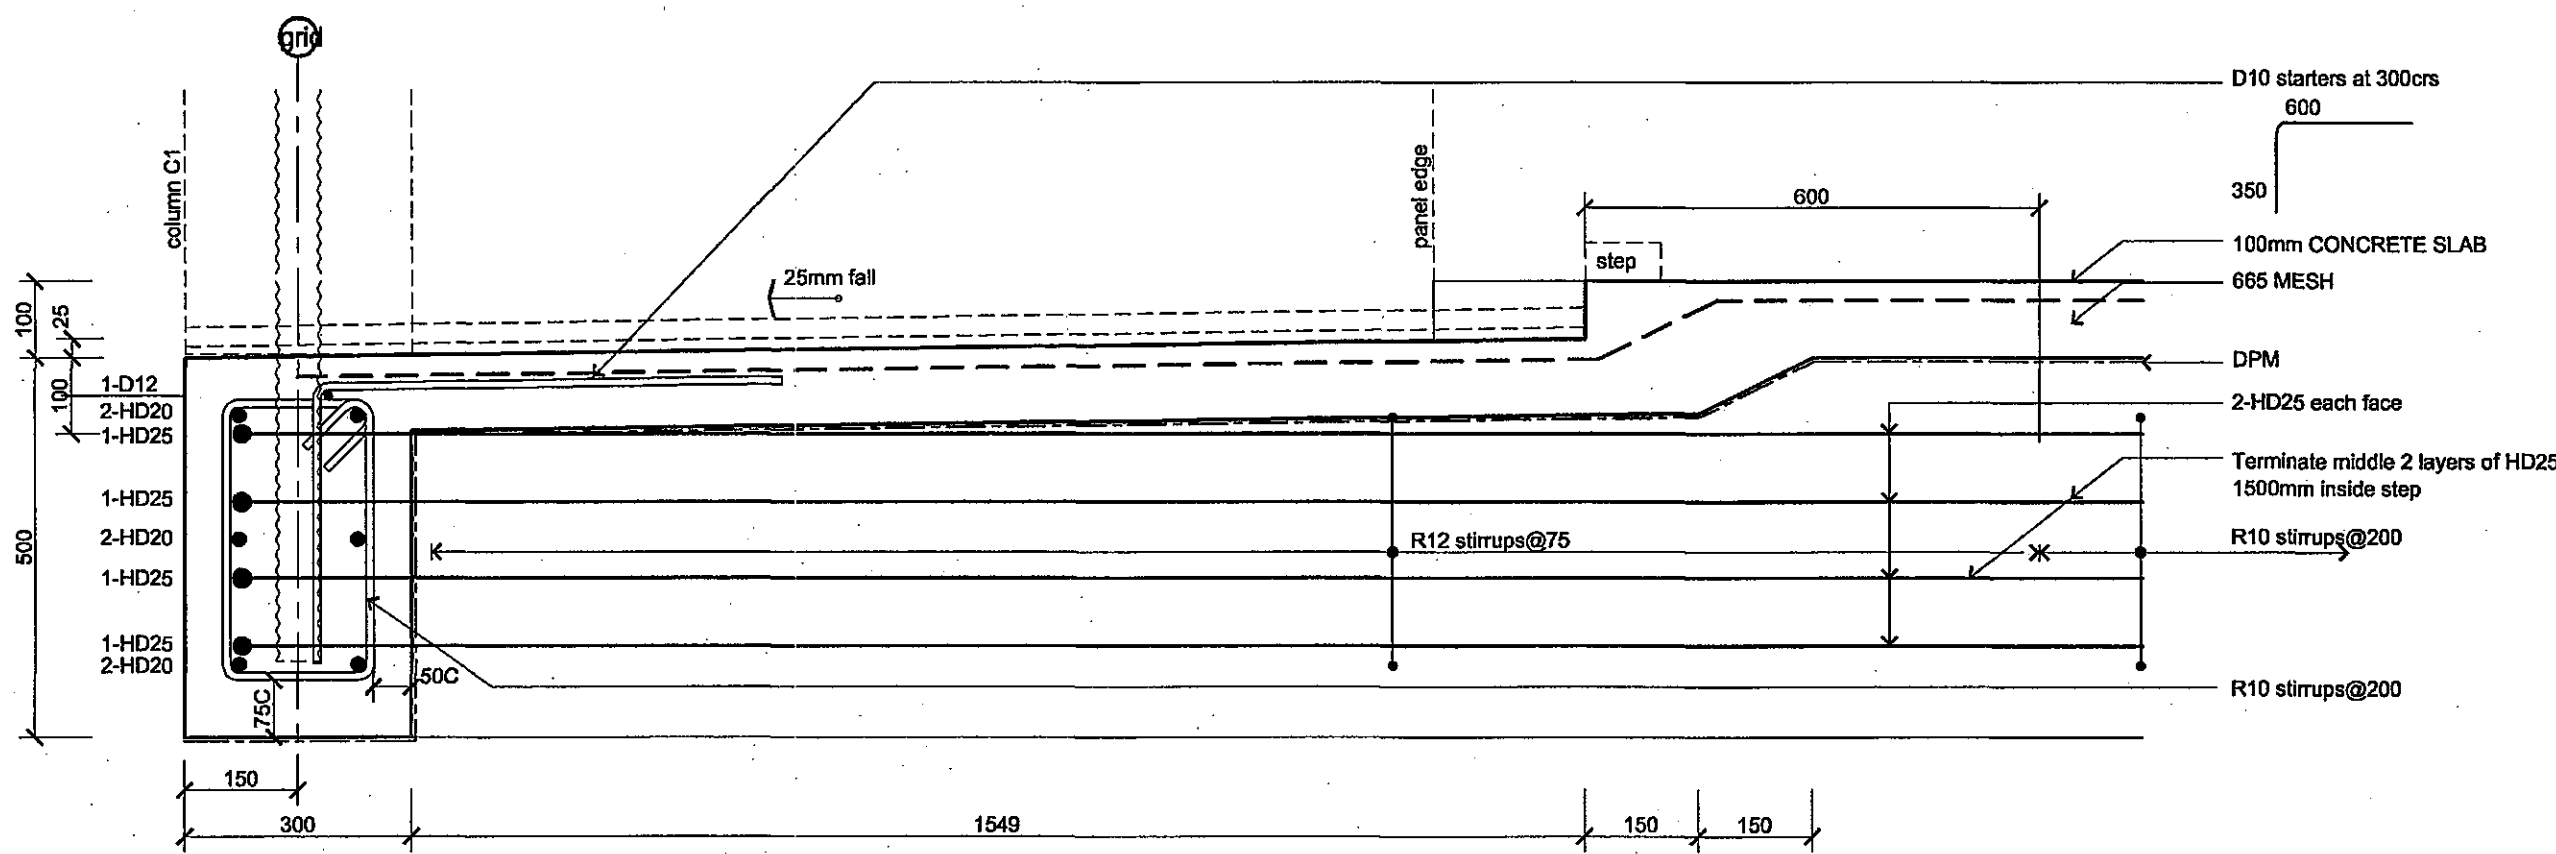 grid
D10 starters at 300crs
600
350
column C1
panel edge
600
step
25mm fall
100mm CONCRETE SLAB
665 MESH
DPM
2-HD25 each face
Terminate middle 2 layers of HD25
1500mm inside step
R10 stirrups@200
R10 stirrups@200
R12 stirrups@75
100
25
100
500
1-D12
2-HD20
1-HD25
1-HD25
2-HD20
1-HD25
1-HD25
2-HD20
50C
75C
150
300
1549
150
150